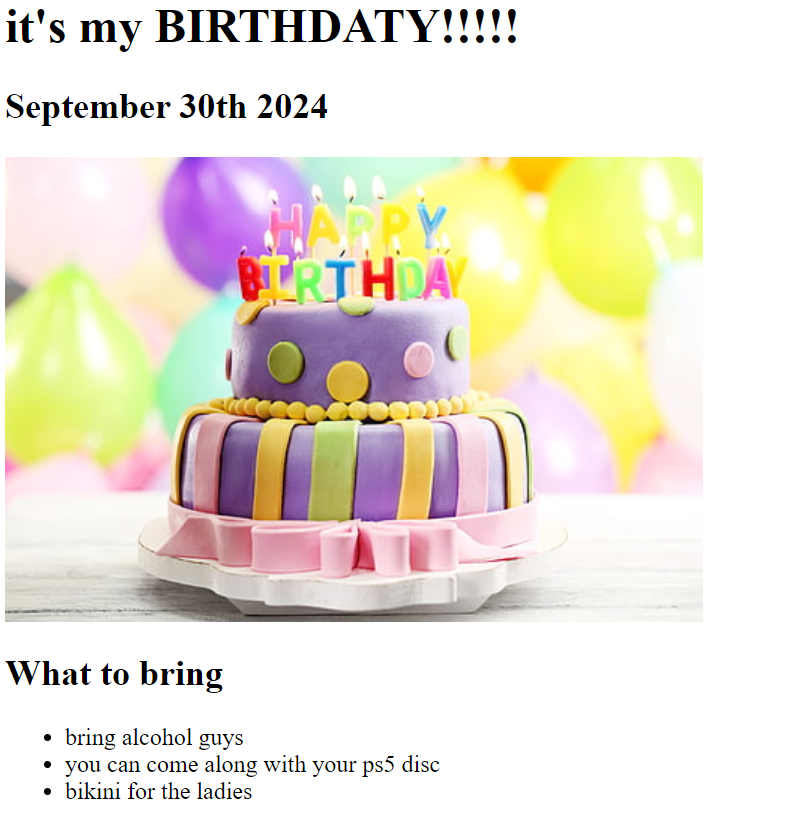 it's my BIRTHDATY!!!!!
September 30th 2024
HAPPY
BIRTHDAY
What to bring
bring alcohol guys
you can come along with your ps5 disc
bikini for the ladies